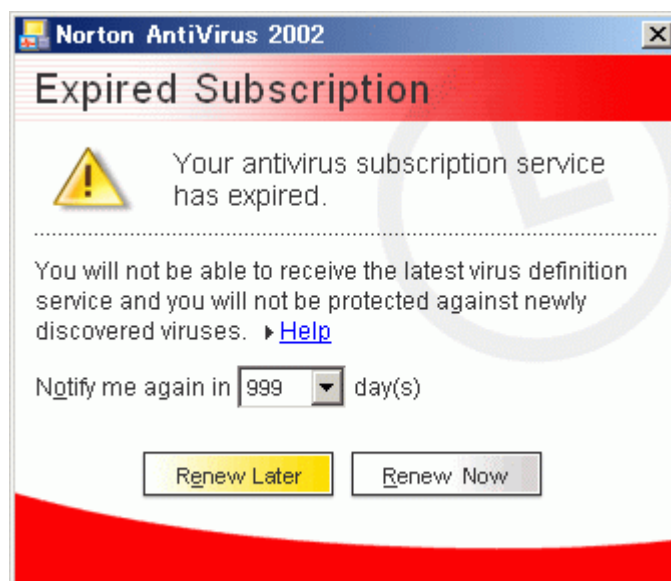 Norton AntiVirus 2002
Expired Subscription
Your antivirus subscription service
has expired.
You will not be able to receive the latest virus definition
service and you will not be protected against newly
discovered viruses. Help
Notify me again in 999 day(s)
Renew Later Renew Now